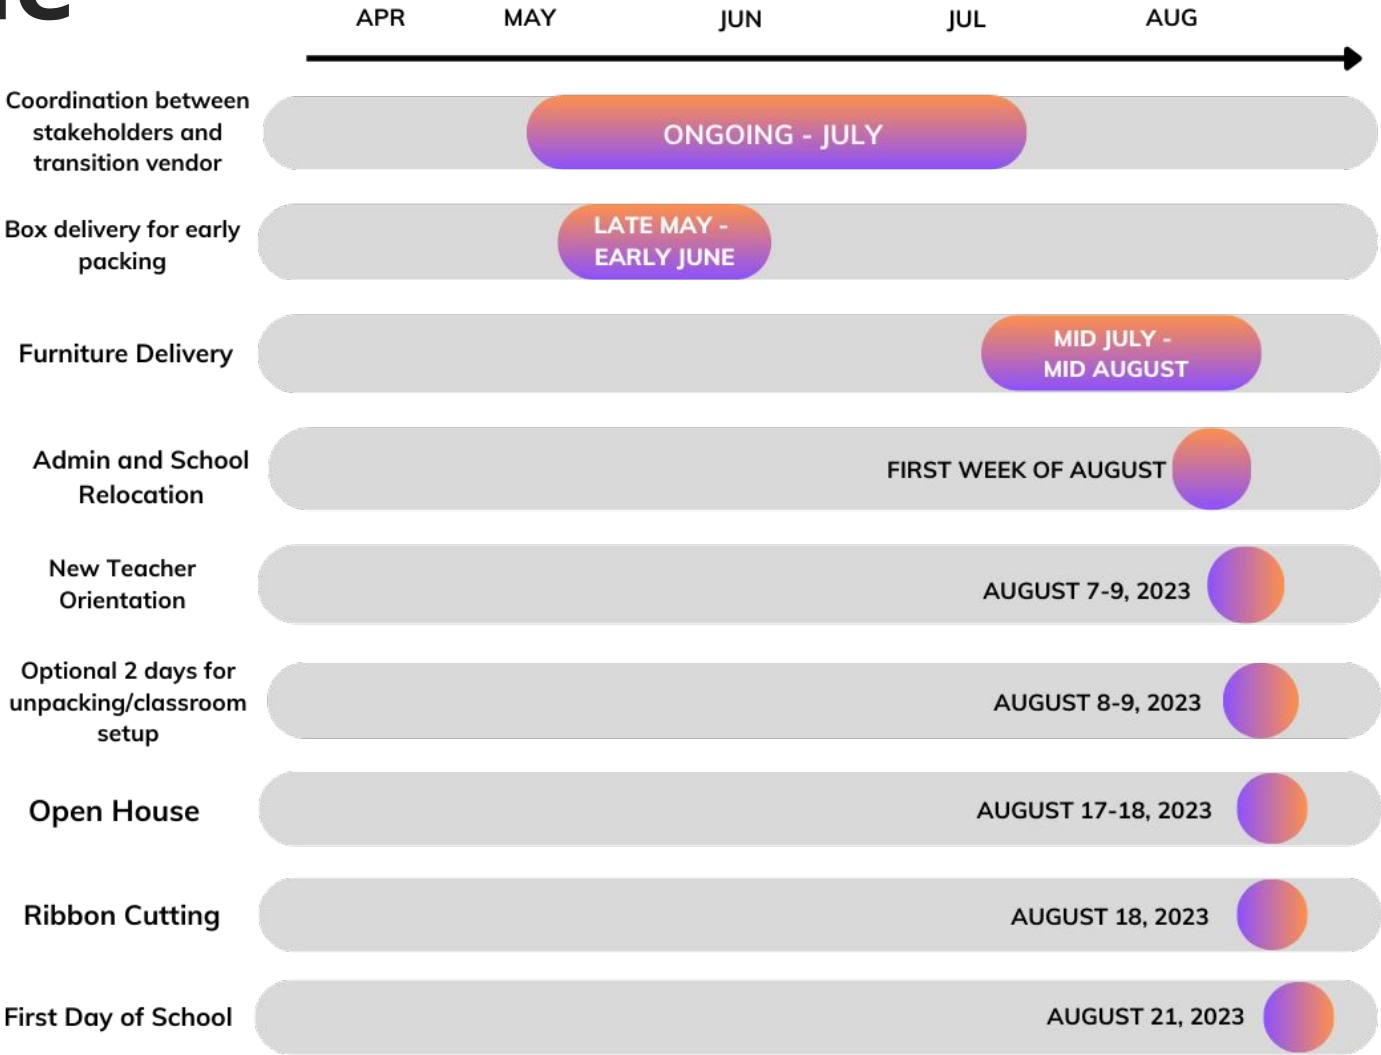 APR MAY JUN JUL AUG
Coordination between
stakeholders and
transition vendor
ONGOING - JULY
Box delivery for early
packing
LATE MAY -
EARLY JUNE
Furniture Delivery
MID JULY -
MID AUGUST
Admin and School
Relocation
FIRST WEEK OF AUGUST
New Teacher
Orientation
AUGUST 7-9, 2023
Optional 2 days for
unpacking/classroom
setup
AUGUST 8-9, 2023
Open House
AUGUST 17-18, 2023
Ribbon Cutting
AUGUST 18, 2023
First Day of School
AUGUST 21, 2023